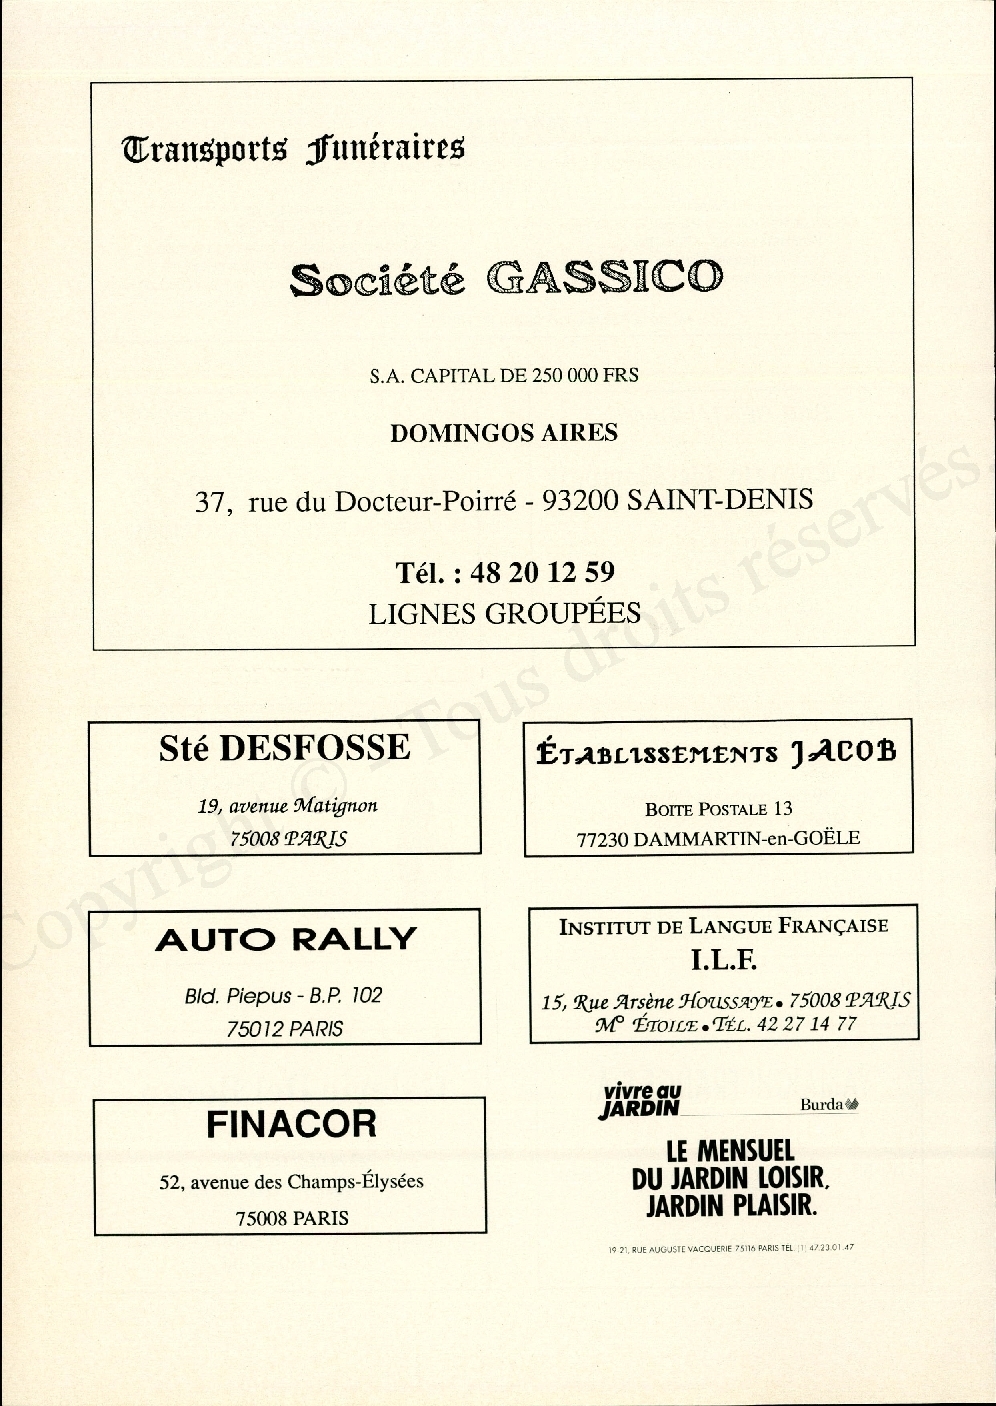 Transports Funéraires
Société GASSICO
S.A. CAPITAL DE 250 000 FRS
DOMINGOS AIRES
37, rue du Docteur-Poirré - 93200 SAINT-DENIS
Tél. : 48 20 12 59
LIGNES GROUPÉES
Sté DESFOSSE
19, avenue Matignon
75008 PARIS
ÉTABLISSEMENTS JACOB
BOITE POSTALE 13
77230 DAMMARTIN-en-GOËLE
AUTO RALLY
Bld. Piepus - B.P. 102
75012 PARIS
INSTITUT DE LANGUE FRANÇAISE
I.L.F.
15, Rue Arsène HOUSSAYE • 75008 PARIS
M° ÉTOILE • TÉL. 42 27 14 77
FINACOR
52, avenue des Champs-Élysées
75008 PARIS
vivre au
JARDIN
Burda
LE MENSUEL
DU JARDIN LOISIR,
JARDIN PLAISIR.
19 21, RUE AUGUSTE VACQUERIE 75116 PARIS TEL. (1) 47.23.01.47
Copyright © - Tous droits réservés.